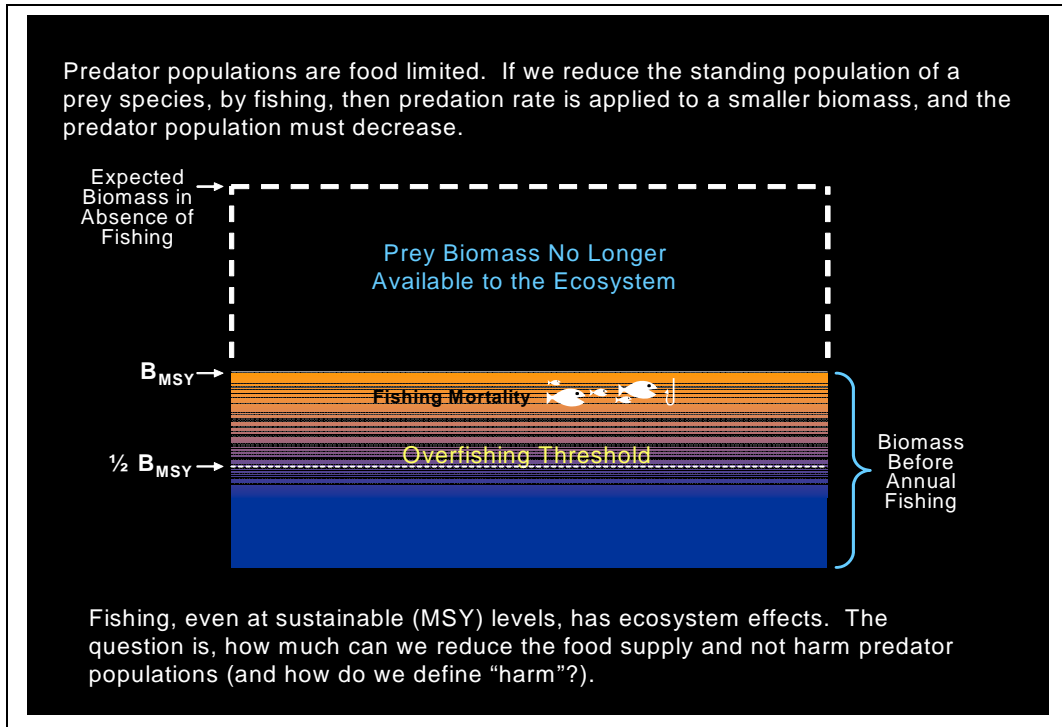 Predator populations are food limited.  If we reduce the standing population of a
prey species, by fishing, then predation rate is applied to a smaller biomass, and the
predator population must decrease.
Expected
Biomass in
Absence of
Fishing
Prey Biomass No Longer
Available to the Ecosystem
BMSY
Fishing Mortality
Overfishing Threshold
½ BMSY
Biomass
Before
Annual
Fishing
Fishing, even at sustainable (MSY) levels, has ecosystem effects.  The
question is, how much can we reduce the food supply and not harm predator
populations (and how do we define “harm”?).